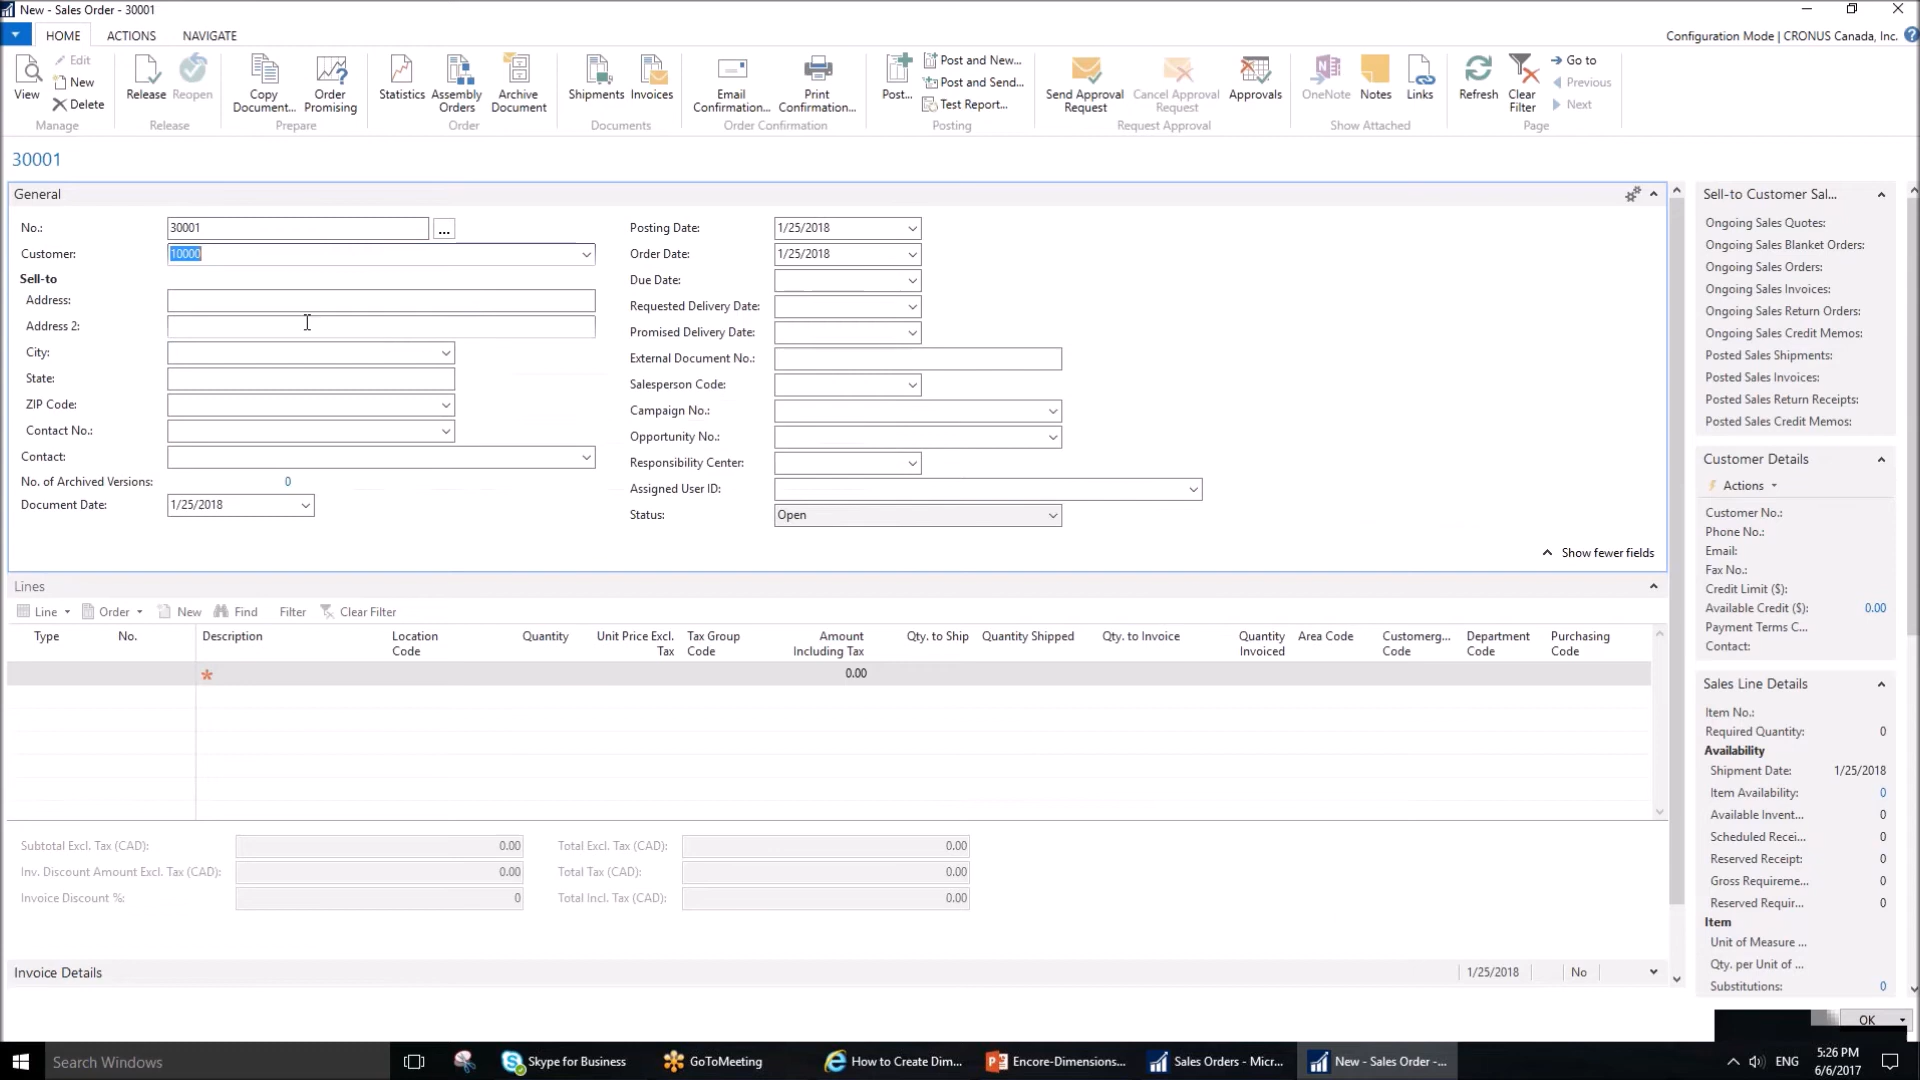 New - Sales Order - 30001
HOME ACTIONS NAVIGATE
Configuration Mode | CRONUS Canada, Inc.
View
Edit
New
Delete
Manage
Release
Reopen
Release
Copy Document...
Order Promising
Prepare
Statistics
Assembly Orders
Archive Document
Order
Shipments
Invoices
Documents
Email Confirmation...
Print Confirmation...
Order Confirmation
Post...
Post and New...
Post and Send...
Test Report...
Posting
Send Approval Request
Cancel Approval Request
Approvals
Request Approval
OneNote
Notes
Links
Show Attached
Refresh
Clear Filter
Go to
Previous
Next
Page
30001
General
No.: 30001 ...
Customer: 10000
Sell-to
Address:
Address 2:
City:
State:
ZIP Code:
Contact No.:
Contact:
No. of Archived Versions: 0
Document Date: 1/25/2018
Posting Date: 1/25/2018
Order Date: 1/25/2018
Due Date:
Requested Delivery Date:
Promised Delivery Date:
External Document No.:
Salesperson Code:
Campaign No.:
Opportunity No.:
Responsibility Center:
Assigned User ID:
Status: Open
Show fewer fields
Lines
Line Order New Find Filter Clear Filter
Type No. Description Location Code Quantity Unit Price Excl. Tax Tax Group Code Amount Including Tax Qty. to Ship Quantity Shipped Qty. to Invoice Quantity Invoiced Area Code Customerg... Code Department Code Purchasing Code
0.00
Subtotal Excl. Tax (CAD): 0.00
Inv. Discount Amount Excl. Tax (CAD): 0.00
Invoice Discount %: 0
Total Excl. Tax (CAD): 0.00
Total Tax (CAD): 0.00
Total Incl. Tax (CAD): 0.00
Invoice Details 1/25/2018 No
Sell-to Customer Sal...
Ongoing Sales Quotes:
Ongoing Sales Blanket Orders:
Ongoing Sales Orders:
Ongoing Sales Invoices:
Ongoing Sales Return Orders:
Ongoing Sales Credit Memos:
Posted Sales Shipments:
Posted Sales Invoices:
Posted Sales Return Receipts:
Posted Sales Credit Memos:
Customer Details
Actions
Customer No.:
Phone No.:
Email:
Fax No.:
Credit Limit ($):
Available Credit ($): 0.00
Payment Terms C...
Contact:
Sales Line Details
Item No.:
Required Quantity: 0
Availability
Shipment Date: 1/25/2018
Item Availability: 0
Available Invent... 0
Scheduled Recei... 0
Reserved Receipt: 0
Gross Requireme... 0
Reserved Requir... 0
Item
Unit of Measure ...
Qty. per Unit of ...
Substitutions: 0
OK
Search Windows
Skype for Business
GoToMeeting
How to Create Dim...
Encore-Dimensions...
Sales Orders - Micr...
New - Sales Order -...
ENG
5:26 PM
6/6/2017